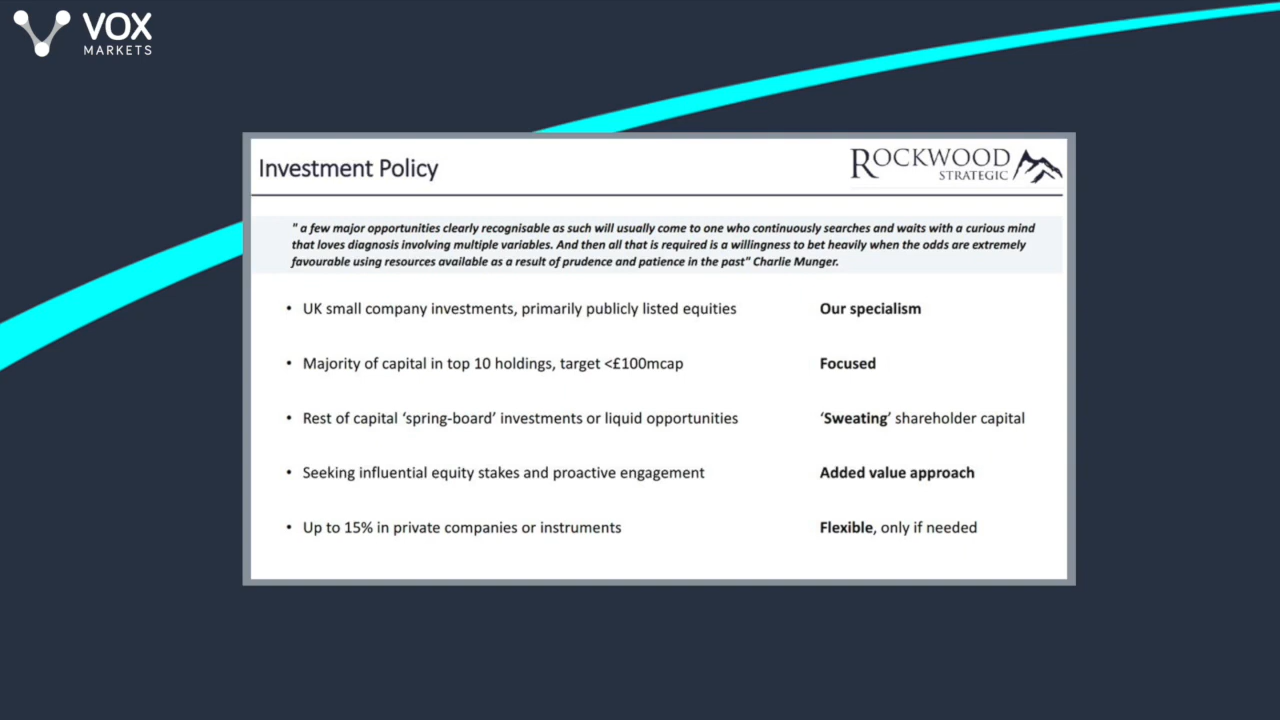 VOX
MARKETS
Investment Policy
ROCKWOOD
STRATEGIC
" a few major opportunities clearly recognisable as such will usually come to one who continuously searches and waits with a curious mind
that loves diagnosis involving multiple variables. And then all that is required is a willingness to bet heavily when the odds are extremely
favourable using resources available as a result of prudence and patience in the past" Charlie Munger.
• UK small company investments, primarily publicly listed equities Our specialism
• Majority of capital in top 10 holdings, target <£100mcap Focused
• Rest of capital ‘spring-board’ investments or liquid opportunities ‘Sweating’ shareholder capital
• Seeking influential equity stakes and proactive engagement Added value approach
• Up to 15% in private companies or instruments Flexible, only if needed